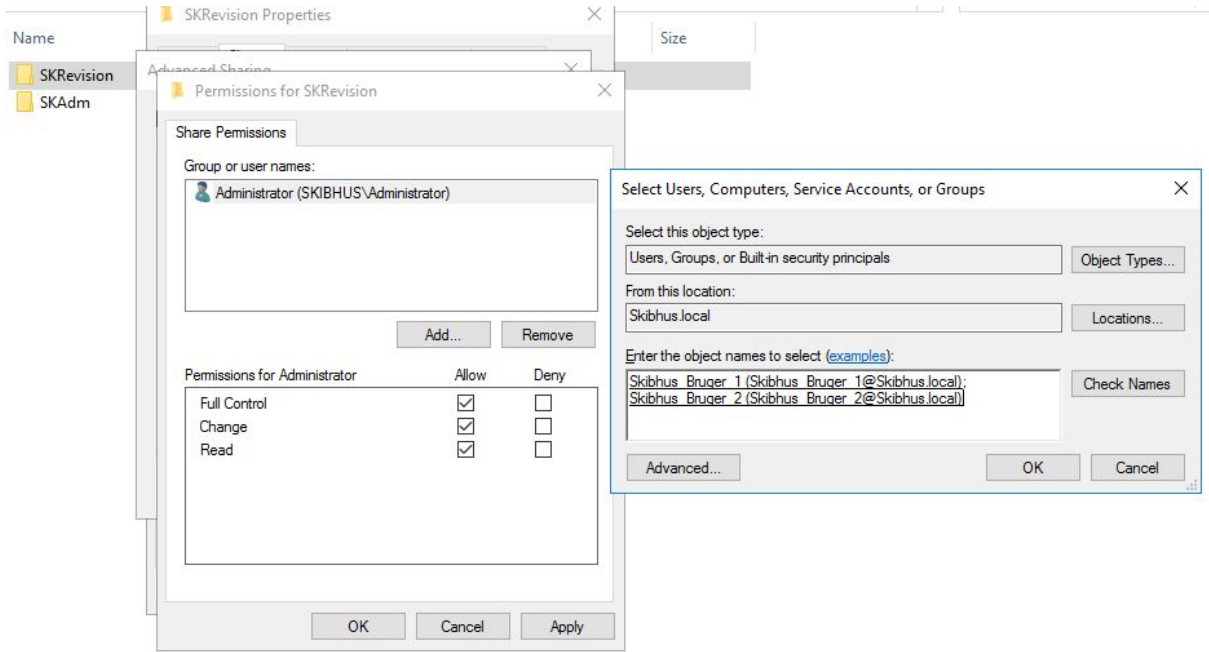 SKRevision Properties
Name
Size
SKRevision
SKAdm
Advanced Sharing
Permissions for SKRevision
Share Permissions
Group or user names:
Administrator (SKIBHUS\Administrator)
Add...
Remove
Permissions for Administrator
Allow
Deny
Full Control
Change
Read
OK
Cancel
Apply
Select Users, Computers, Service Accounts, or Groups
Select this object type:
Users, Groups, or Built-in security principals
Object Types...
From this location:
Skibhus.local
Locations...
Enter the object names to select (examples):
Skibhus_Bruger_1 (Skibhus_Bruger_1@Skibhus.local);
Skibhus_Bruger_2 (Skibhus_Bruger_2@Skibhus.local)
Check Names
Advanced...
OK
Cancel